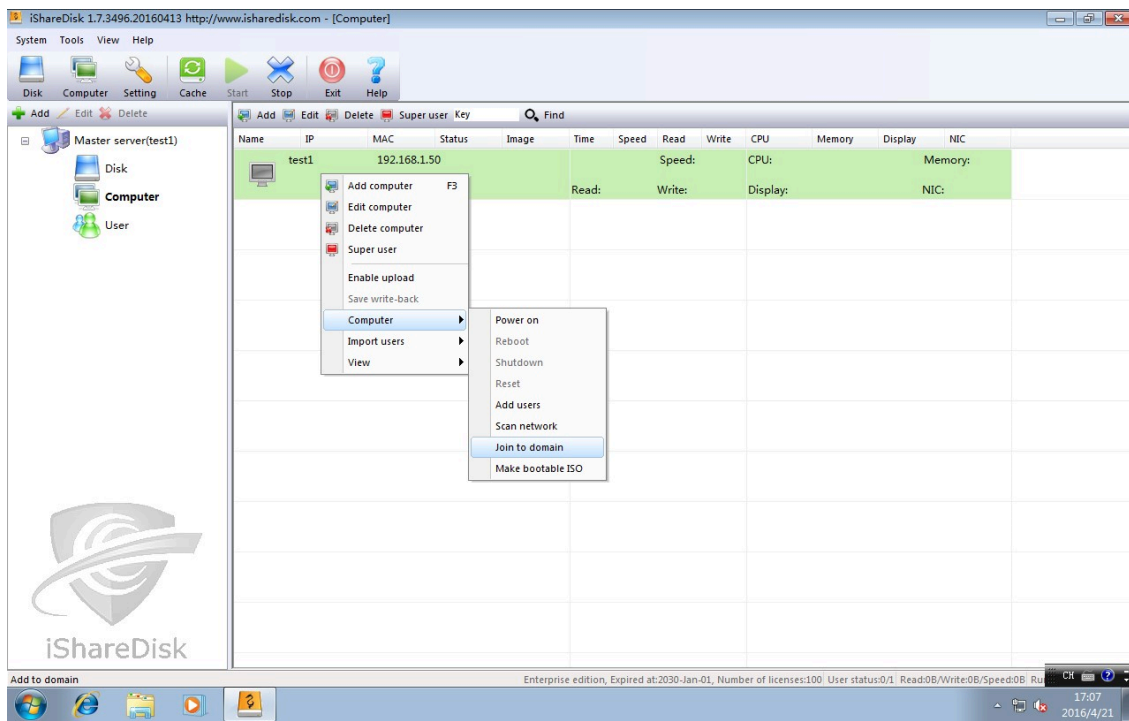 iShareDisk 1.7.3496.20160413 http://www.isharedisk.com - [Computer]
System Tools View Help
Disk Computer Setting Cache Start Stop Exit Help
Add Edit Delete
Add Edit Delete Super user Key Find
Master server(test1)
Disk
Computer
User
Name IP MAC Status Image Time Speed Read Write CPU Memory Display NIC
test1 192.168.1.50 Speed: CPU: Memory:
Read: Write: Display: NIC:
Add computer F3
Edit computer
Delete computer
Super user
Enable upload
Save write-back
Computer
Import users
View
Power on
Reboot
Shutdown
Reset
Add users
Scan network
Join to domain
Make bootable ISO
iShareDisk
Add to domain Enterprise edition, Expired at:2030-Jan-01, Number of licenses:100 User status:0/1 Read:0B/Write:0B/Speed:0B Ru
CH
17:07
2016/4/21